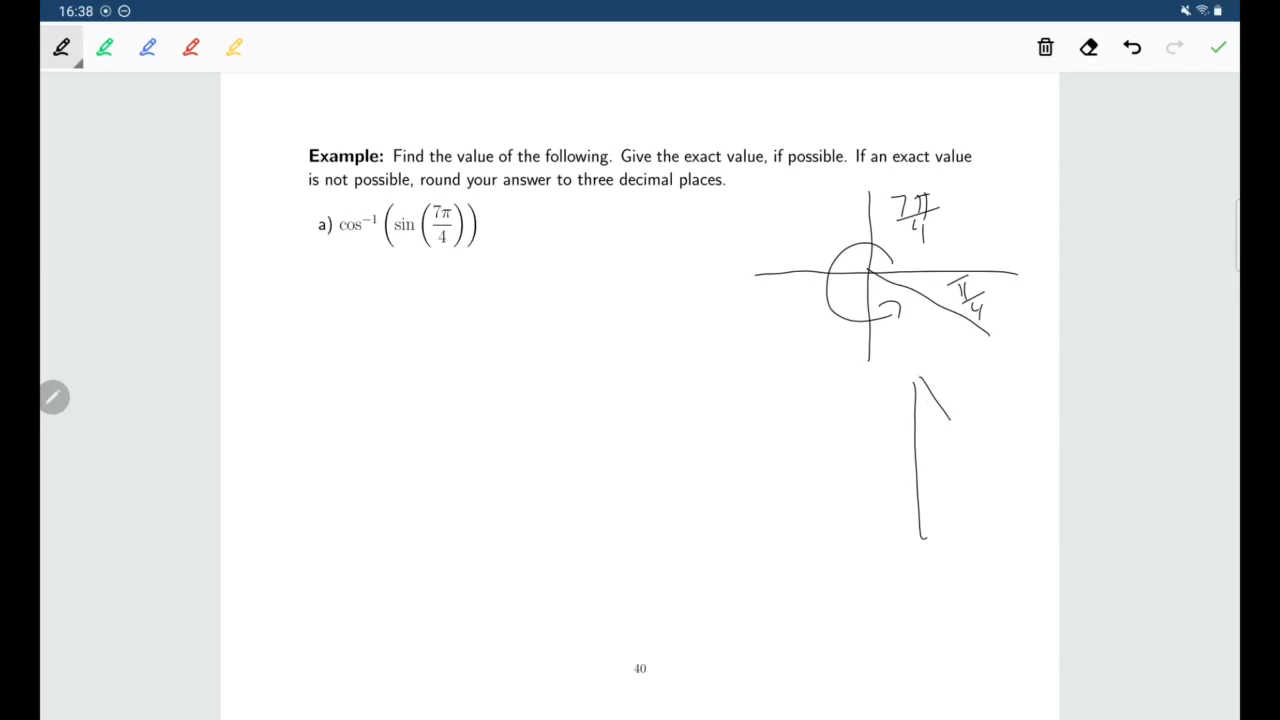 16:38
Example: Find the value of the following. Give the exact value, if possible. If an exact value
is not possible, round your answer to three decimal places.
a) cos⁻¹(sin(7π/4))
7π/4
π/4
40